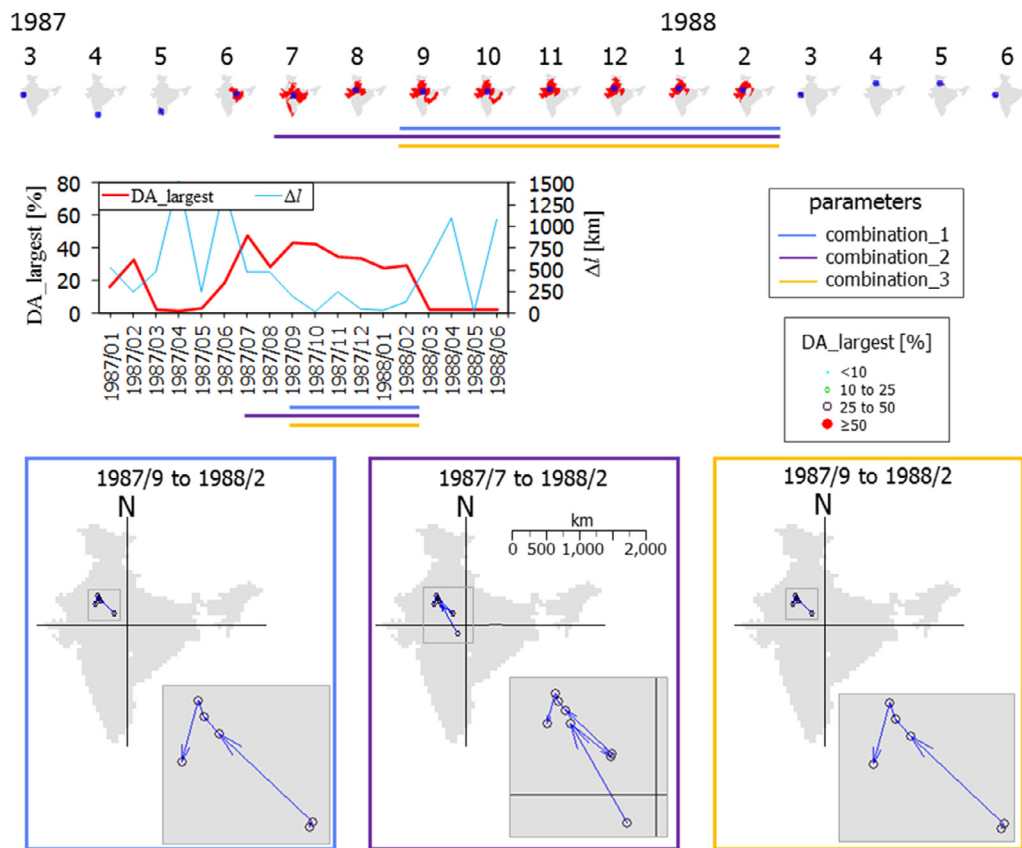 1987
1988
3 4 5 6 7 8 9 10 11 12 1 2 3 4 5 6
DA_largest [%]
80
60
40
20
0
DA_largest
Δl
1500
1250
1000
750
500
250
0
Δl [km]
1987/01
1987/02
1987/03
1987/04
1987/05
1987/06
1987/07
1987/08
1987/09
1987/10
1987/11
1987/12
1988/01
1988/02
1988/03
1988/04
1988/05
1988/06
parameters
combination_1
combination_2
combination_3
DA_largest [%]
<10
10 to 25
25 to 50
≥50
1987/9 to 1988/2
N
1987/7 to 1988/2
N
km
0 500 1,000 2,000
1987/9 to 1988/2
N